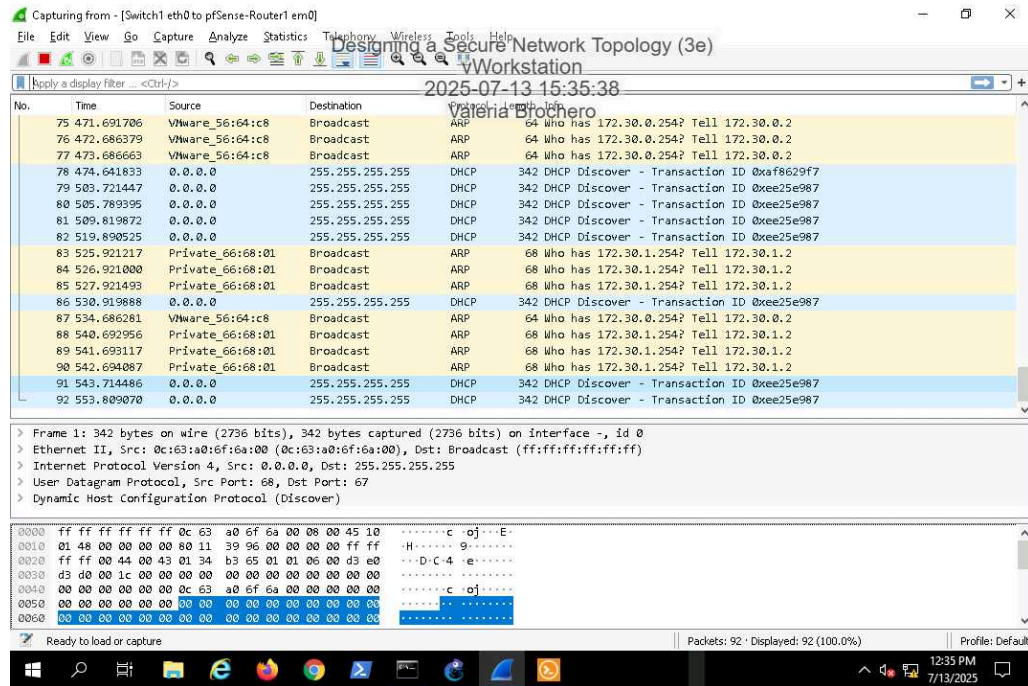 Capturing from - [Switch1 eth0 to pfSense-Router1 em0]
File Edit View Go Capture Analyze Statistics Telephony Wireless Tools Help
Designing a Secure Network Topology (3e)
vWorkstation
2025-07-13 15:35:38
Valeria Brochero
Apply a display filter ... <Ctrl-/>
No. Time Source Destination Protocol Length Info
75 471.691706 VMware_56:64:c8 Broadcast ARP 64 Who has 172.30.0.254? Tell 172.30.0.2
76 472.686379 VMware_56:64:c8 Broadcast ARP 64 Who has 172.30.0.254? Tell 172.30.0.2
77 473.686663 VMware_56:64:c8 Broadcast ARP 64 Who has 172.30.0.254? Tell 172.30.0.2
78 474.641833 0.0.0.0 255.255.255.255 DHCP 342 DHCP Discover - Transaction ID 0xaf8629f7
79 503.721447 0.0.0.0 255.255.255.255 DHCP 342 DHCP Discover - Transaction ID 0xee25e987
80 505.789395 0.0.0.0 255.255.255.255 DHCP 342 DHCP Discover - Transaction ID 0xee25e987
81 509.819872 0.0.0.0 255.255.255.255 DHCP 342 DHCP Discover - Transaction ID 0xee25e987
82 519.890525 0.0.0.0 255.255.255.255 DHCP 342 DHCP Discover - Transaction ID 0xee25e987
83 525.921217 Private_66:68:01 Broadcast ARP 68 Who has 172.30.1.254? Tell 172.30.1.2
84 526.921000 Private_66:68:01 Broadcast ARP 68 Who has 172.30.1.254? Tell 172.30.1.2
85 527.921493 Private_66:68:01 Broadcast ARP 68 Who has 172.30.1.254? Tell 172.30.1.2
86 530.919888 0.0.0.0 255.255.255.255 DHCP 342 DHCP Discover - Transaction ID 0xee25e987
87 534.686281 VMware_56:64:c8 Broadcast ARP 64 Who has 172.30.0.254? Tell 172.30.0.2
88 540.692956 Private_66:68:01 Broadcast ARP 68 Who has 172.30.1.254? Tell 172.30.1.2
89 541.693117 Private_66:68:01 Broadcast ARP 68 Who has 172.30.1.254? Tell 172.30.1.2
90 542.694087 Private_66:68:01 Broadcast ARP 68 Who has 172.30.1.254? Tell 172.30.1.2
91 543.714486 0.0.0.0 255.255.255.255 DHCP 342 DHCP Discover - Transaction ID 0xee25e987
92 553.809070 0.0.0.0 255.255.255.255 DHCP 342 DHCP Discover - Transaction ID 0xee25e987
> Frame 1: 342 bytes on wire (2736 bits), 342 bytes captured (2736 bits) on interface -, id 0
> Ethernet II, Src: 0c:63:a0:6f:6a:00 (0c:63:a0:6f:6a:00), Dst: Broadcast (ff:ff:ff:ff:ff:ff)
> Internet Protocol Version 4, Src: 0.0.0.0, Dst: 255.255.255.255
> User Datagram Protocol, Src Port: 68, Dst Port: 67
> Dynamic Host Configuration Protocol (Discover)
0000 ff ff ff ff ff ff 0c 63 a0 6f 6a 00 08 00 45 10 ·······c ·oj···E·
0010 01 48 00 00 00 00 80 11 39 96 00 00 00 00 ff ff ·H······ 9·······
0020 ff ff 00 44 00 43 01 34 b3 65 01 01 06 00 d3 e0 ···D·C·4 ·e······
0030 d3 d0 00 1c 00 00 00 00 00 00 00 00 00 00 00 00 ········ ········
0040 00 00 00 00 00 00 0c 63 a0 6f 6a 00 00 00 00 00 ·······c ·oj·····
0050 00 00 00 00 00 00 00 00 00 00 00 00 00 00 00 00 ········ ········
0060 00 00 00 00 00 00 00 00 00 00 00 00 00 00 00 00 ········ ········
Ready to load or capture Packets: 92 · Displayed: 92 (100.0%) Profile: Default
12:35 PM
7/13/2025